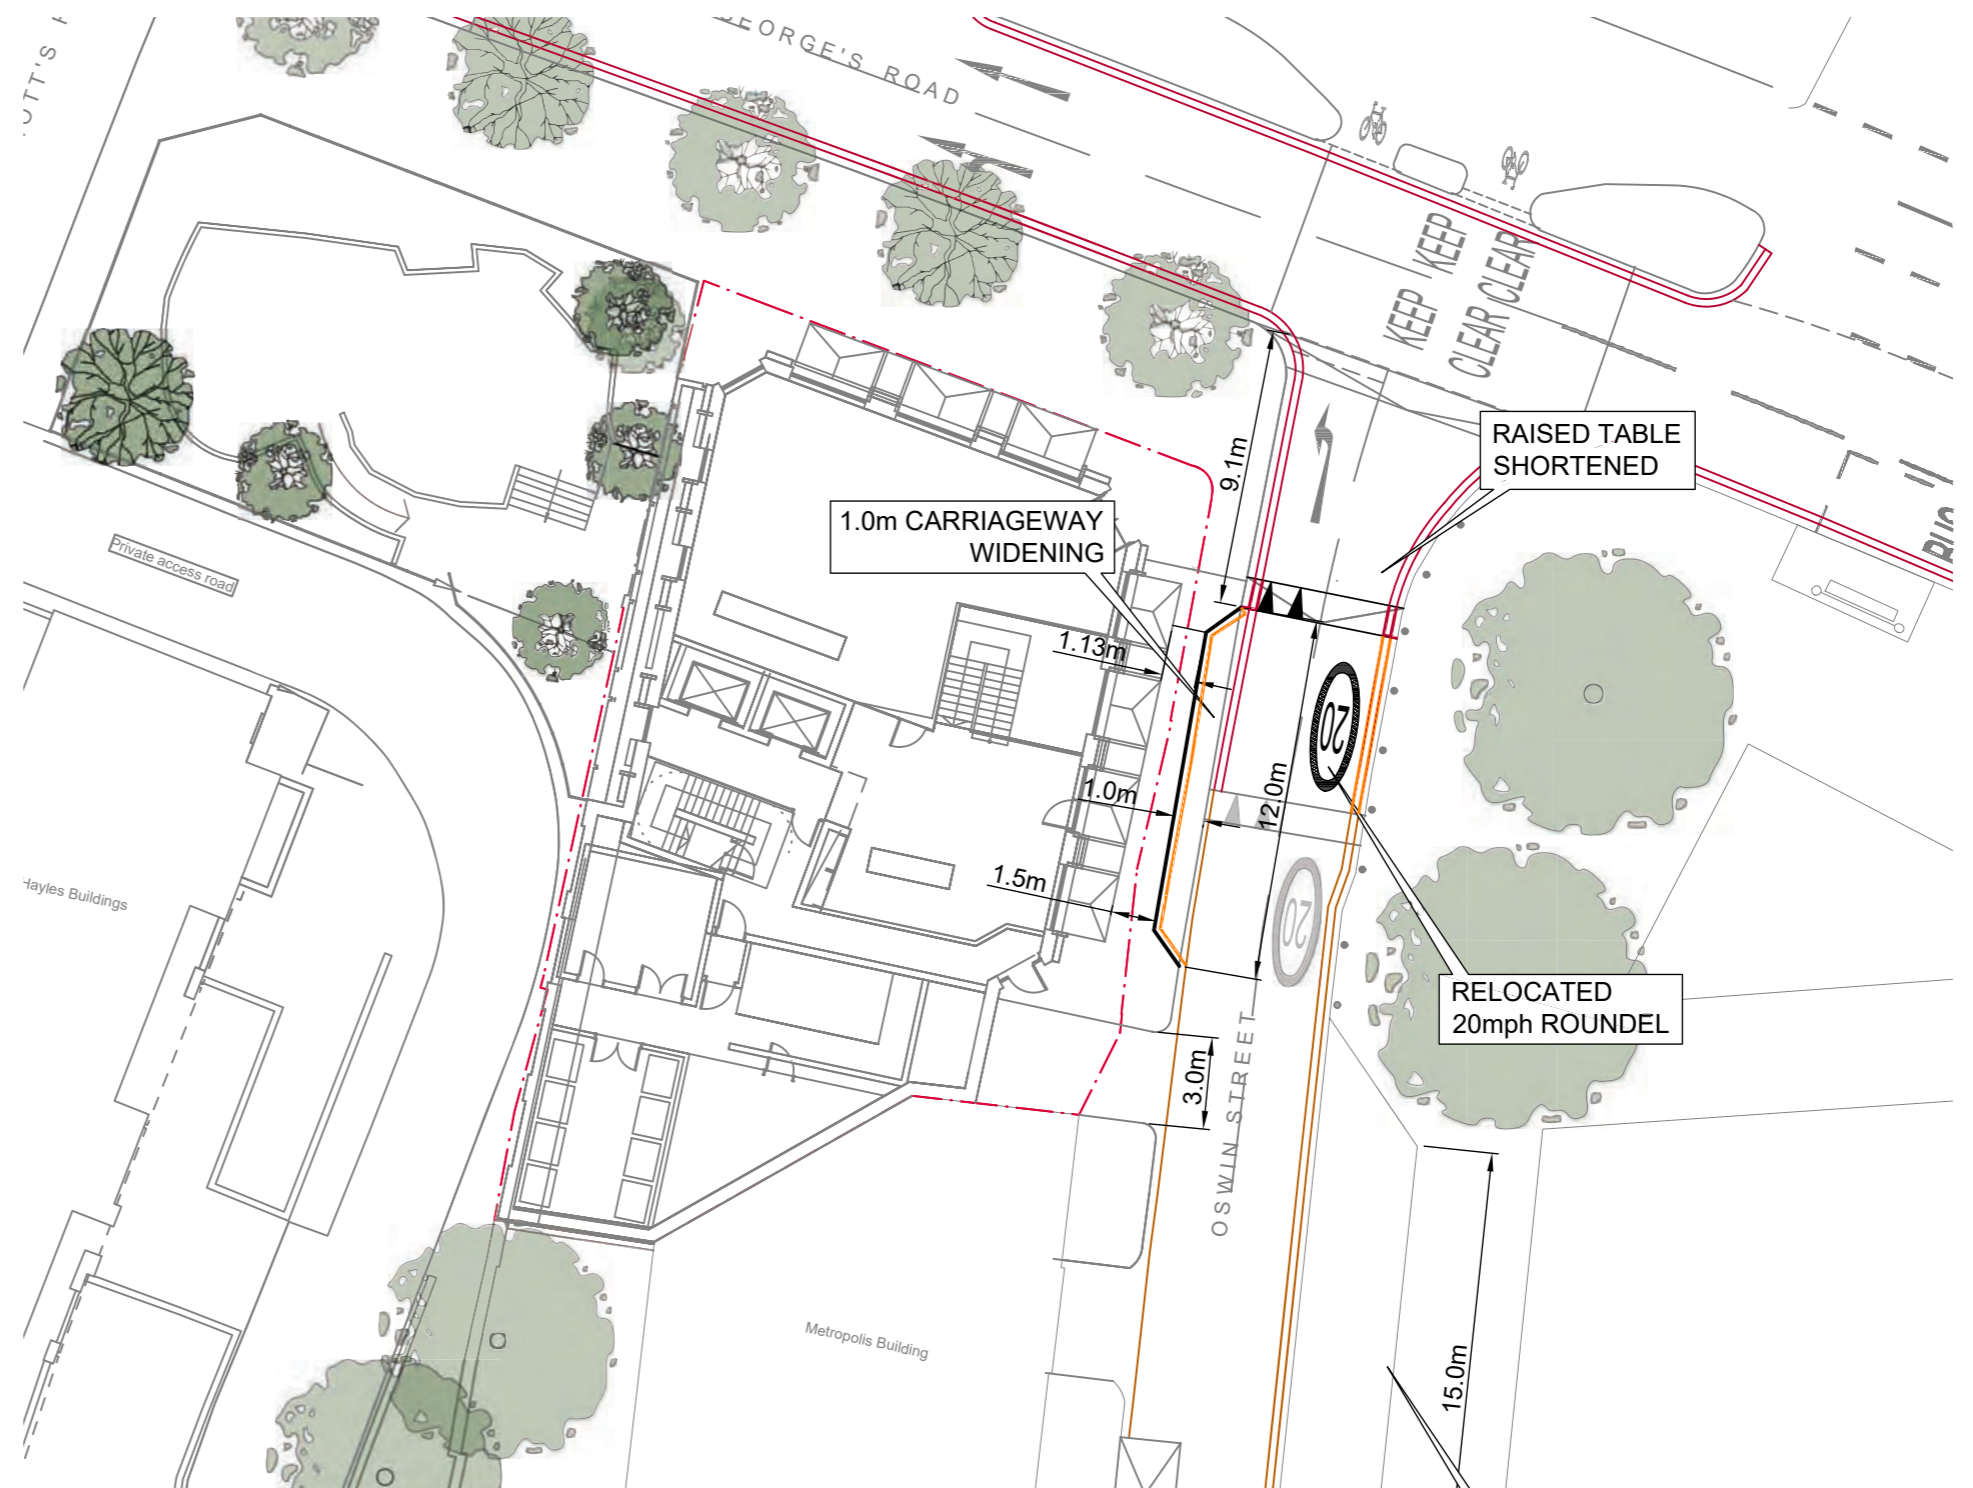 GEORGE'S ROAD
KEEP KEEP
CLEAR CLEAR
RAISED TABLE
SHORTENED
9.1m
1.0m CARRIAGEWAY
WIDENING
BUS
Private access road
1.13m
20
1.0m
12.0m
1.5m
20
Hayles Buildings
RELOCATED
20mph ROUNDEL
3.0m
OSWIN STREET
Metropolis Building
15.0m